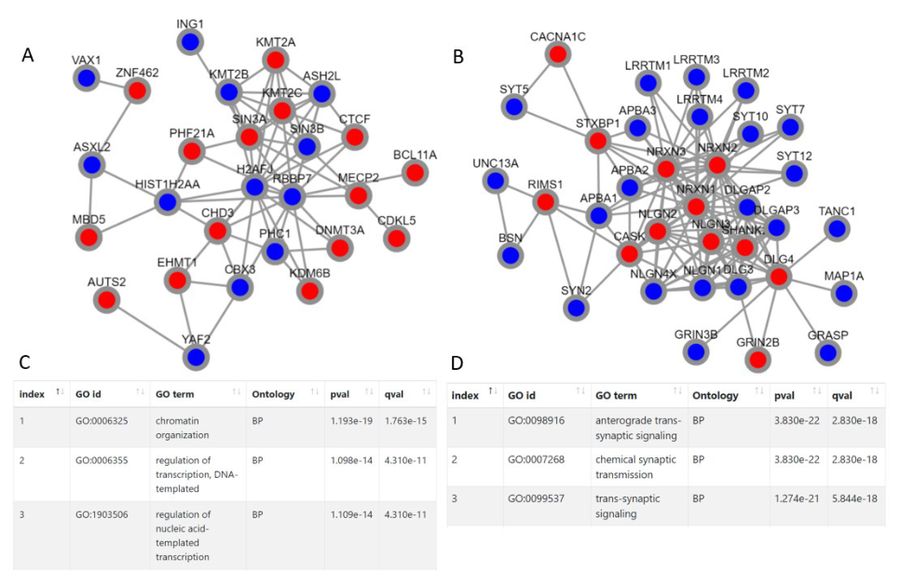 A
ING1
KMT2A
VAX1
ZNF462
KMT2B
ASH2L
KMT2C
SIN3A
CTCF
SIN3B
PHF21A
ASXL2
H2AFJ
RBBP7
BCL11A
HIST1H2AA
MECP2
CHD3
CDKL5
MBD5
PHC1
DNMT3A
EHMT1
CBX3
KDM6B
AUTS2
YAF2
B
CACNA1C
LRRTM1
LRRTM3
LRRTM2
SYT5
APBA3
LRRTM4
SYT7
STXBP1
SYT10
NRXN3
NRXN2
UNC13A
APBA2
SYT12
RIMS1
NRXN1
DLGAP2
APBA1
NLGN2
DLGAP3
TANC1
CASK
NLGN3
SHANK
BSN
DLG4
NLGN4X
NLGN1
DLG3
MAP1A
SYN2
GRIN3B
GRIN2B
GRASP
C
index GO id GO term Ontology pval qval
1 GO:0006325 chromatin BP 1.193e-19 1.763e-15
organization
2 GO:0006355 regulation of BP 1.098e-14 4.310e-11
transcription, DNA-
templated
3 GO:1903506 regulation of BP 1.109e-14 4.310e-11
nucleic acid-
templated
transcription
D
index GO id GO term Ontology pval qval
1 GO:0098916 anterograde trans- BP 3.830e-22 2.830e-18
synaptic signaling
2 GO:0007268 chemical synaptic BP 3.830e-22 2.830e-18
transmission
3 GO:0099537 trans-synaptic BP 1.274e-21 5.844e-18
signaling